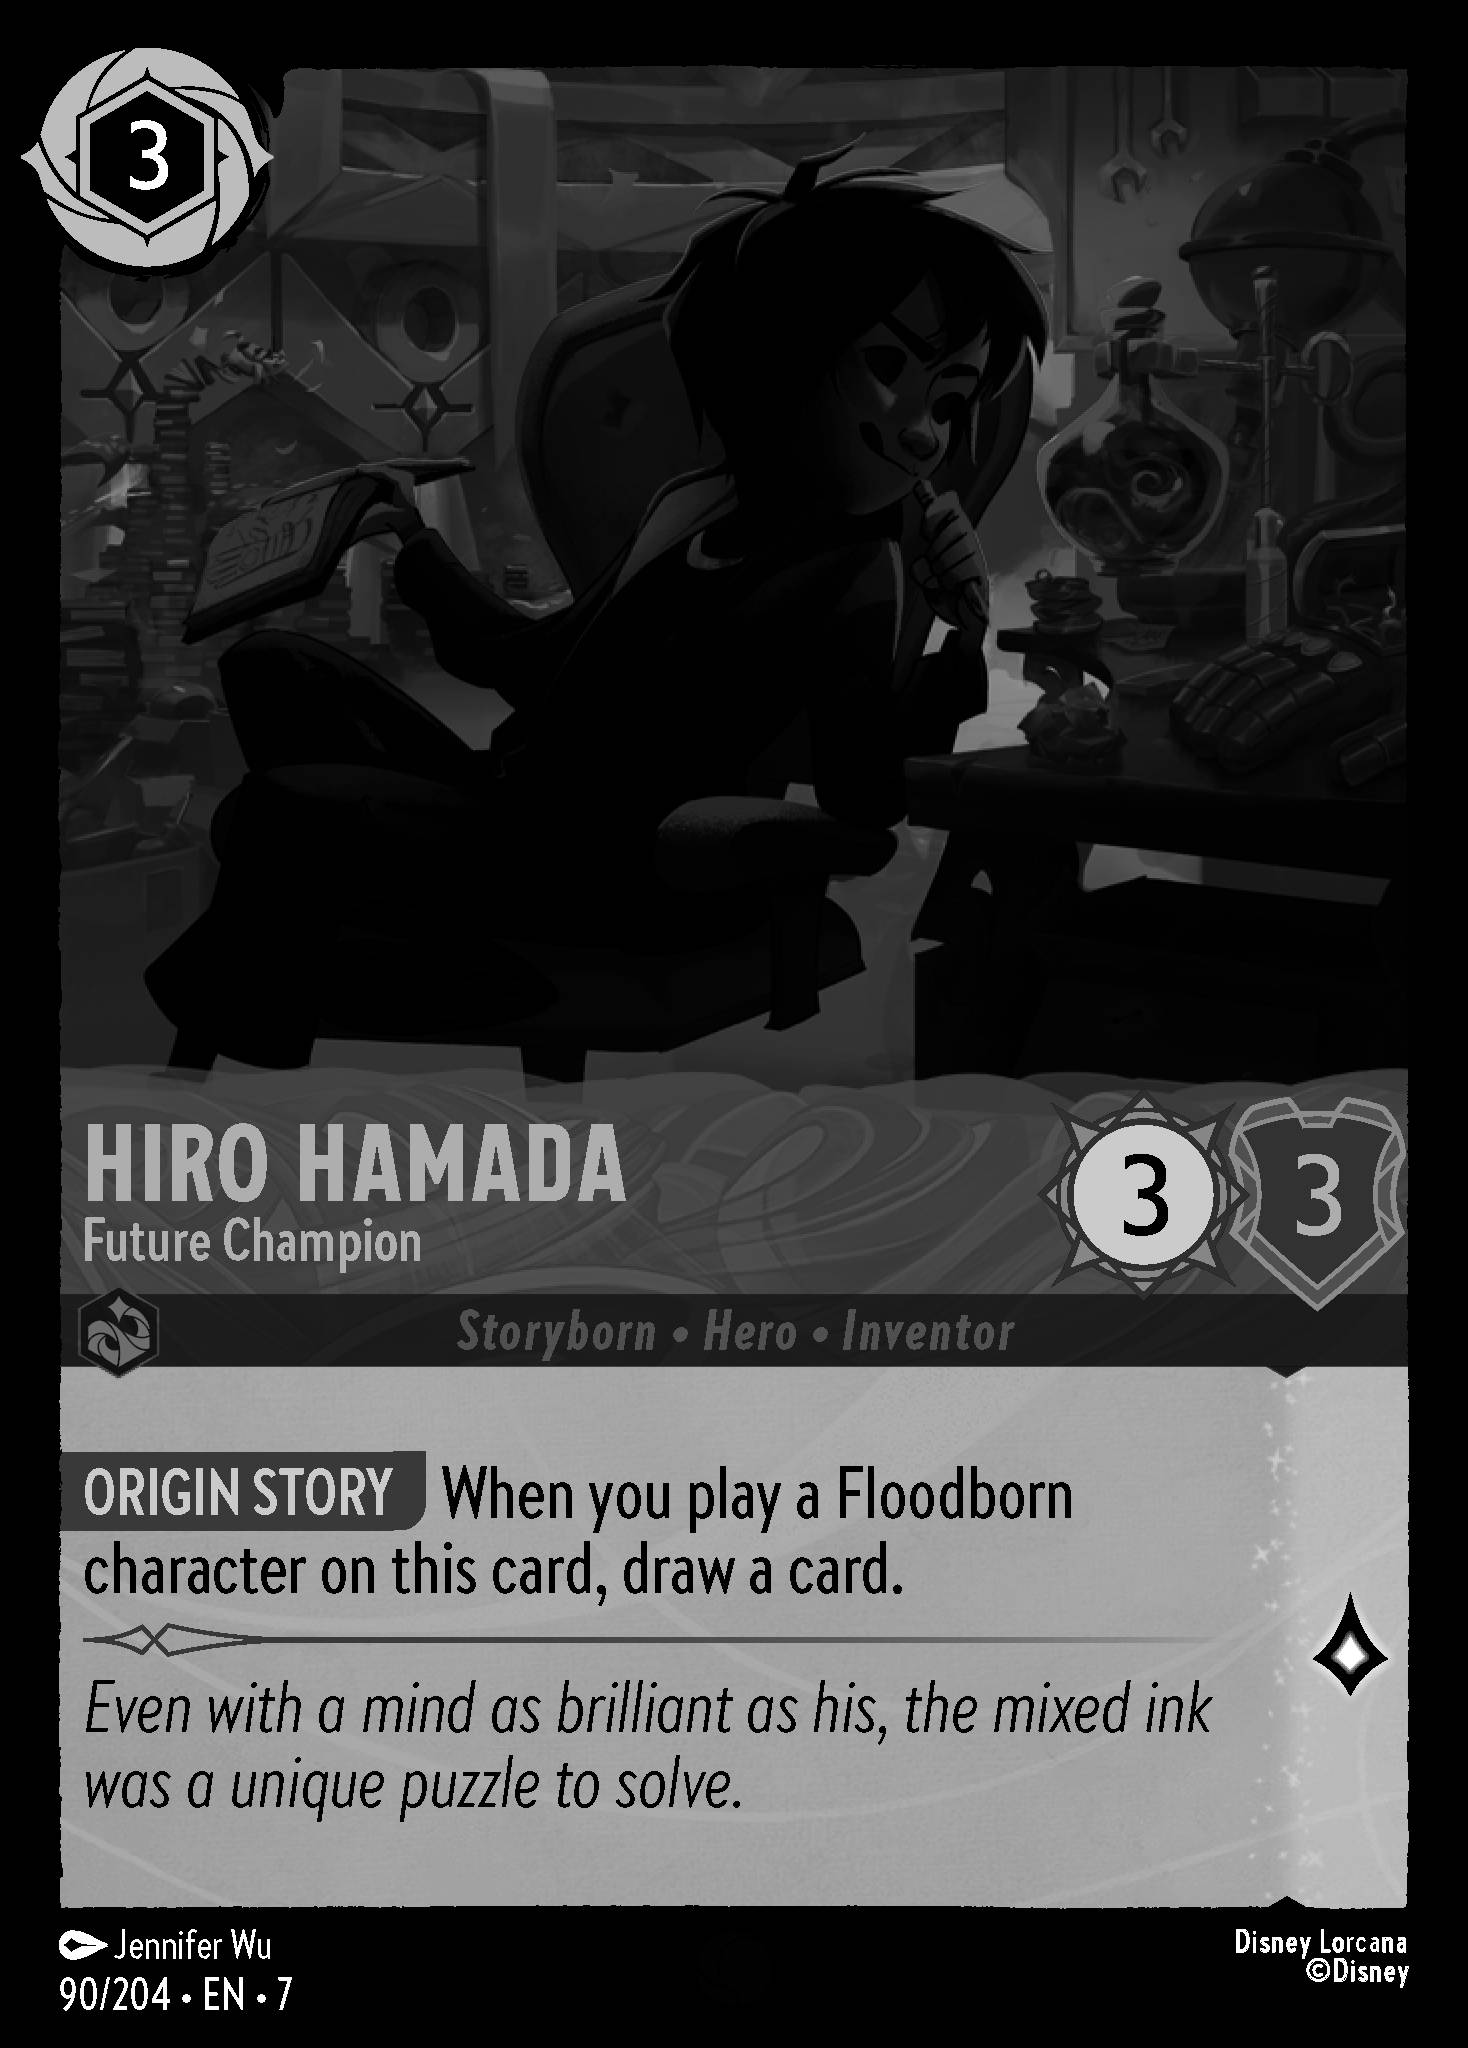 3
HIRO HAMADA
Future Champion
3 3
Storyborn • Hero • Inventor
ORIGIN STORY When you play a Floodborn
character on this card, draw a card.
Even with a mind as brilliant as his, the mixed ink
was a unique puzzle to solve.
Jennifer Wu
90/204 • EN • 7
Disney Lorcana
©Disney